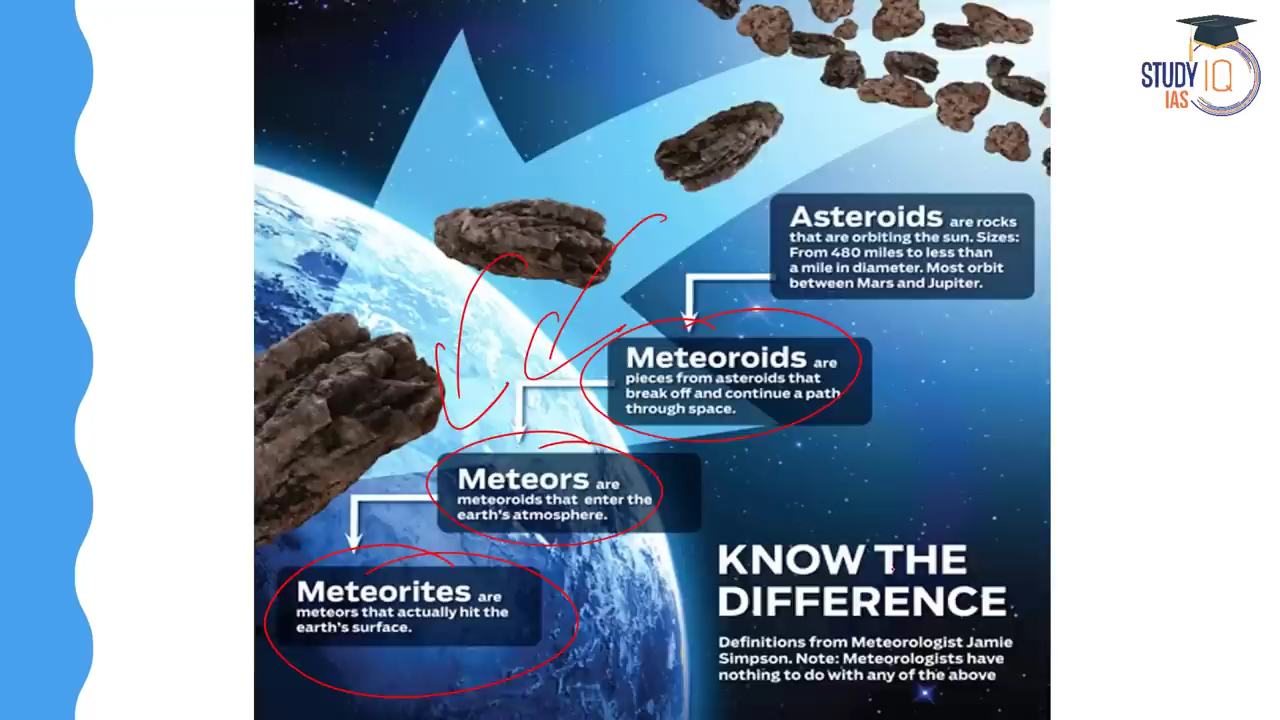 STUDY IQ
IAS
Asteroids are rocks
that are orbiting the sun. Sizes:
From 480 miles to less than
a mile in diameter. Most orbit
between Mars and Jupiter.
Meteoroids are
pieces from asteroids that
break off and continue a path
through space.
Meteors are
meteoroids that enter the
earth's atmosphere.
Meteorites are
meteors that actually hit the
earth's surface.
KNOW THE
DIFFERENCE
Definitions from Meteorologist Jamie
Simpson. Note: Meteorologists have
nothing to do with any of the above